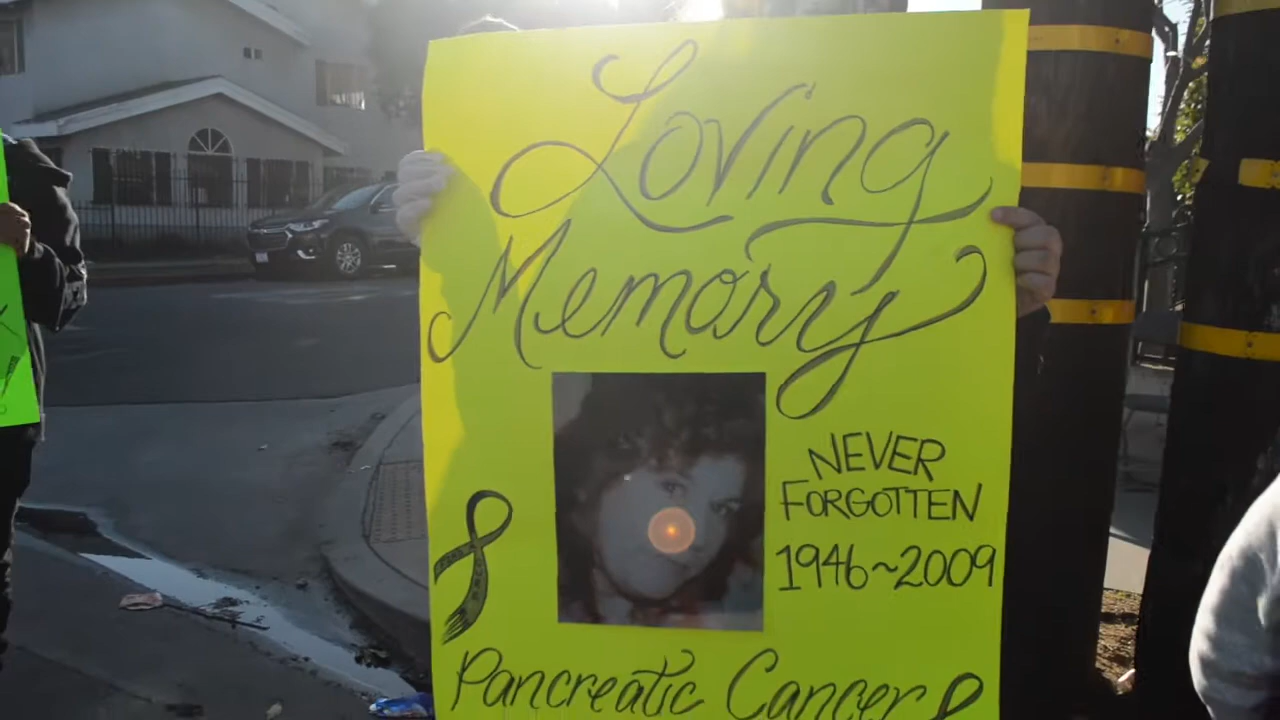 Loving
Memory
NEVER
FORGOTTEN
1946~2009
Pancreatic Cancer